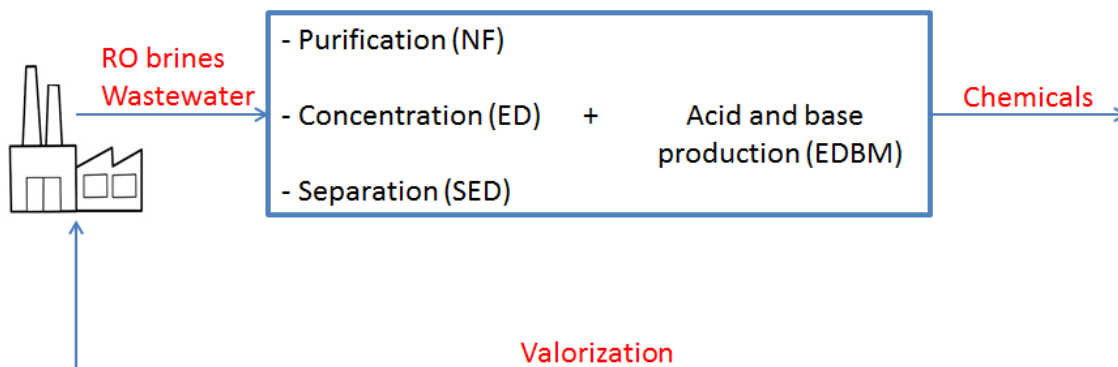 RO brines
Wastewater
- Purification (NF)
- Concentration (ED) + Acid and base
production (EDBM)
- Separation (SED)
Chemicals
Valorization